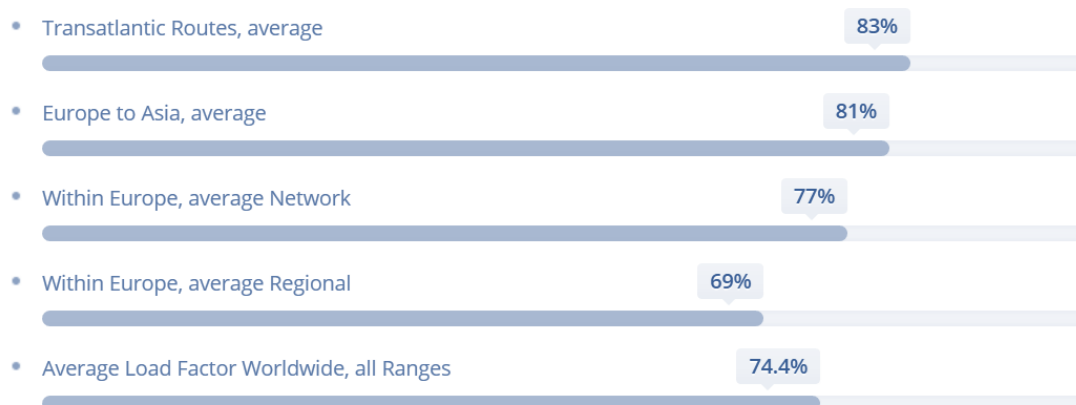 Transatlantic Routes, average
83%
Europe to Asia, average
81%
Within Europe, average Network
77%
Within Europe, average Regional
69%
Average Load Factor Worldwide, all Ranges
74.4%